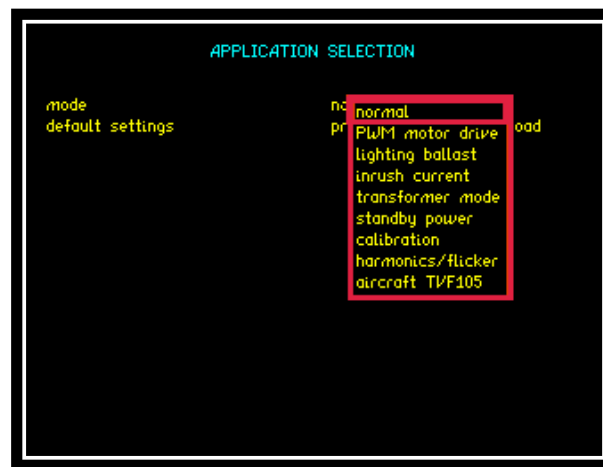 APPLICATION SELECTION
mode
default settings
normal
PWM motor drive
lighting ballast
inrush current
transformer mode
standby power
calibration
harmonics/flicker
aircraft TVF105